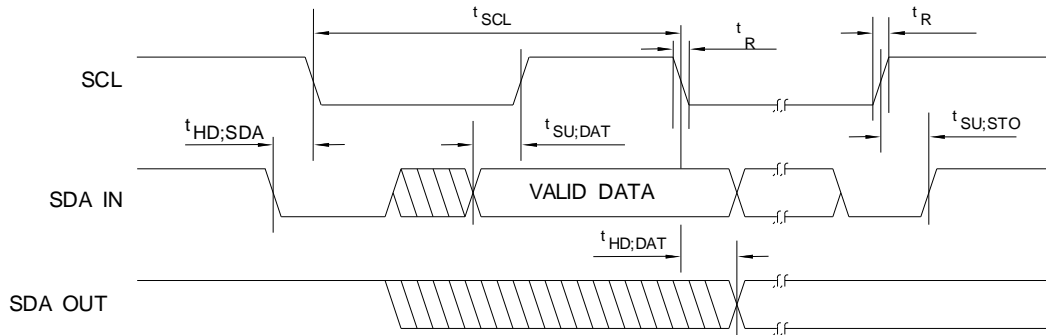 t SCL
t R
t R
SCL
t HD;SDA
t SU;DAT
t SU;STO
SDA IN
VALID DATA
t HD;DAT
SDA OUT